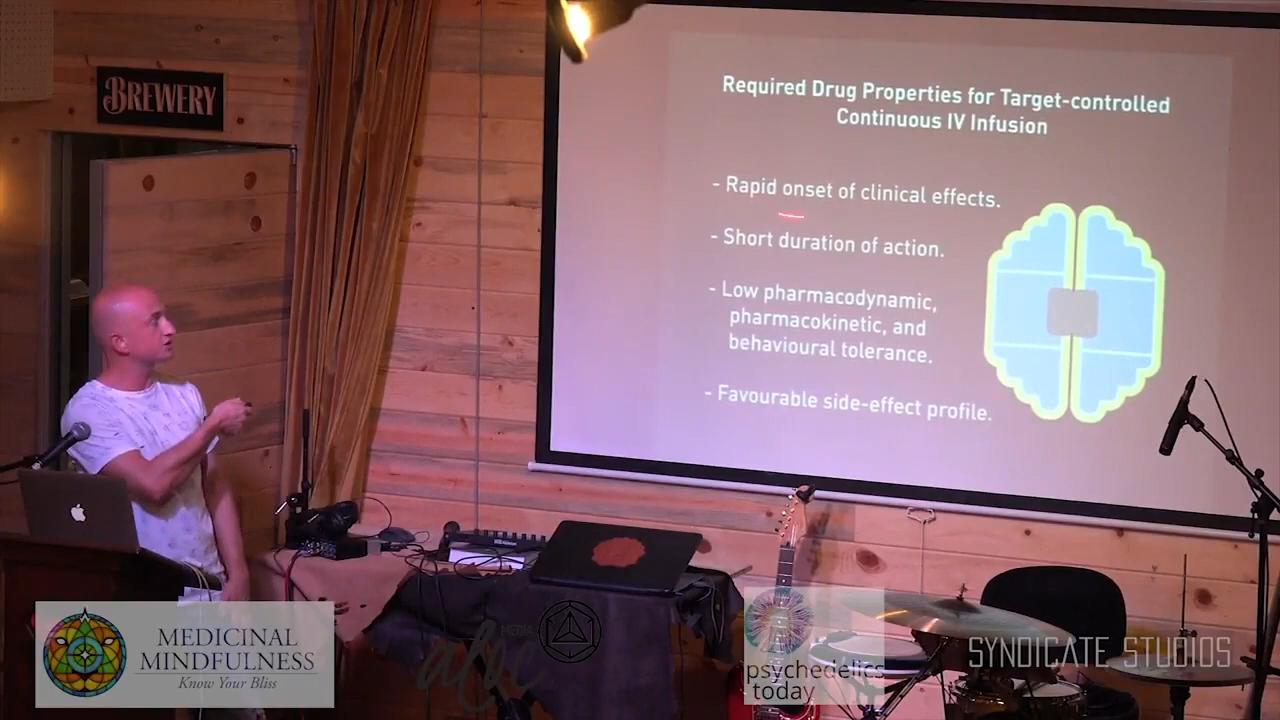 BREWERY
Required Drug Properties for Target-controlled
Continuous IV Infusion
- Rapid onset of clinical effects.
- Short duration of action.
- Low pharmacodynamic,
pharmacokinetic, and
behavioural tolerance.
- Favourable side-effect profile.
MEDICINAL
MINDFULNESS
Know Your Bliss
MEDIA
psychedelics
today
SYNDICATE STUDIOS